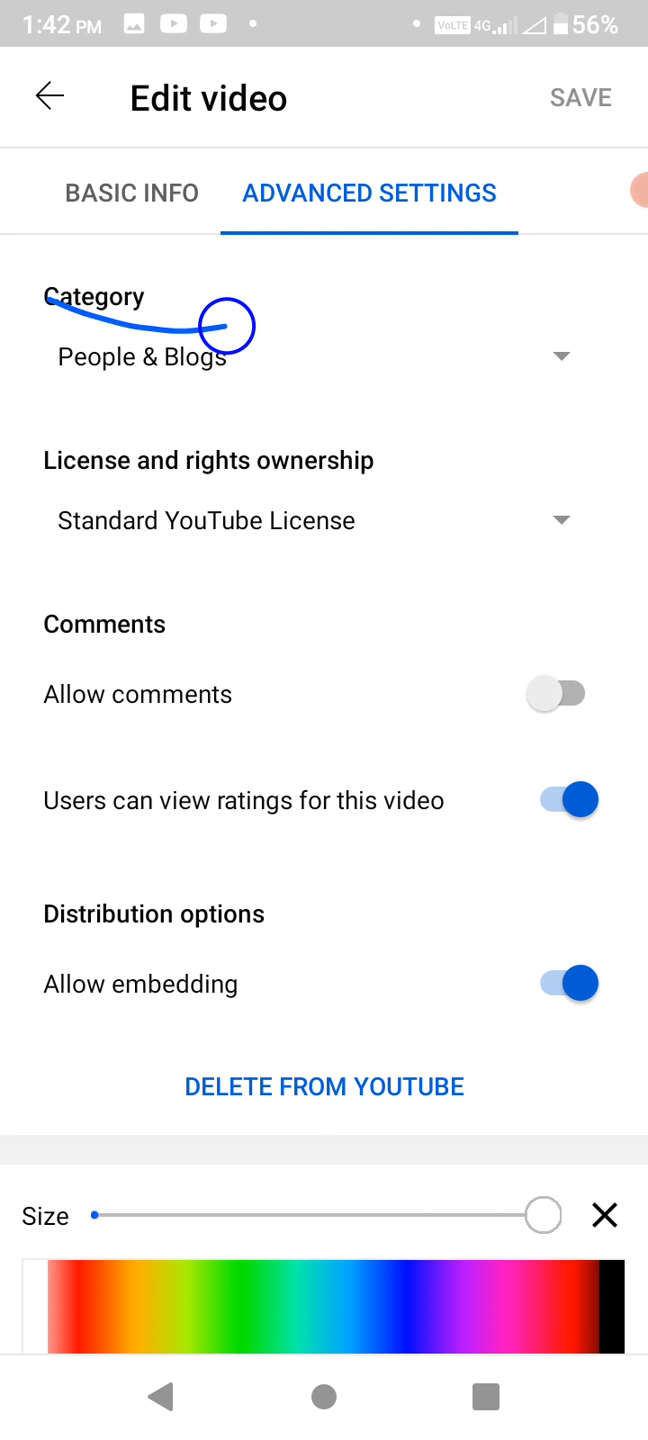 1:42 PM
VoLTE 4G 56%
Edit video
SAVE
BASIC INFO
ADVANCED SETTINGS
Category
People & Blogs
License and rights ownership
Standard YouTube License
Comments
Allow comments
Users can view ratings for this video
Distribution options
Allow embedding
DELETE FROM YOUTUBE
Size